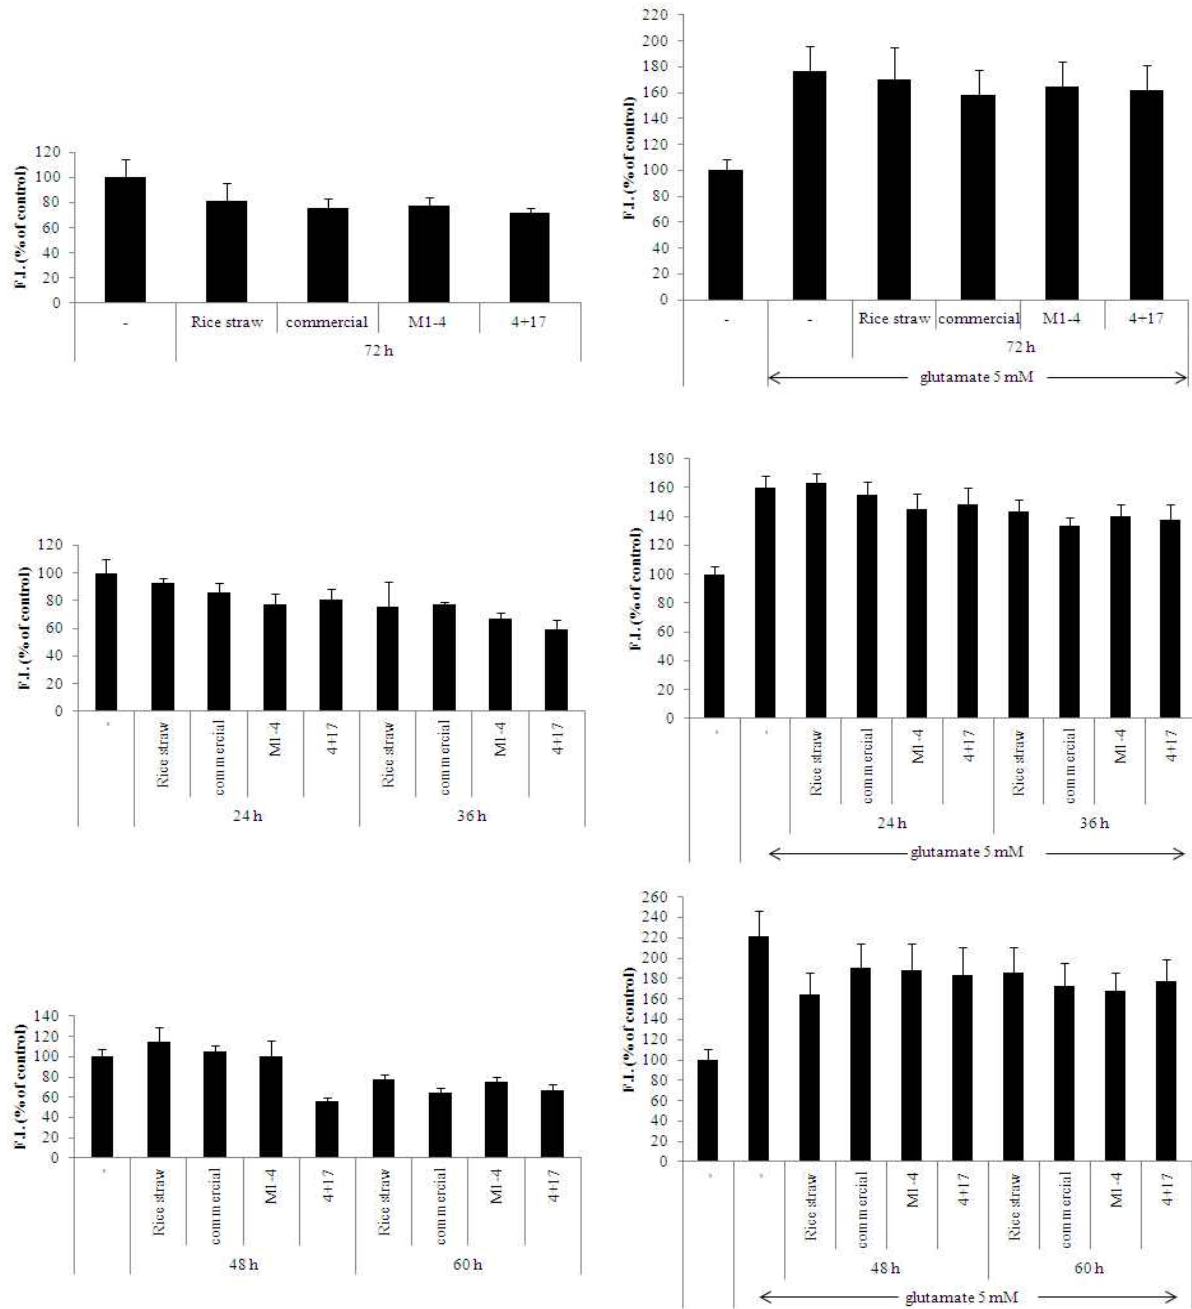 F.I. (% of control)
120
100
80
60
40
20
0
- Rice straw commercial M1-4 4+17
72 h
F.I. (% of control)
220
200
180
160
140
120
100
80
60
40
20
0
- - Rice straw commercial M1-4 4+17
72 h
glutamate 5 mM
F.I. (% of control)
120
100
80
60
40
20
0
- Rice straw commercial M1-4 4+17 Rice straw commercial M1-4 4+17
24 h 36 h
F.I. (% of control)
180
160
140
120
100
80
60
40
20
0
- - Rice straw commercial M1-4 4+17 Rice straw commercial M1-4 4+17
24 h 36 h
glutamate 5 mM
F.I. (% of control)
140
120
100
80
60
40
20
0
- Rice straw commercial M1-4 4+17 Rice straw commercial M1-4 4+17
48 h 60 h
F.I. (% of control)
260
240
220
200
180
160
140
120
100
80
60
40
20
0
- - Rice straw commercial M1-4 4+17 Rice straw commercial M1-4 4+17
48 h 60 h
glutamate 5 mM